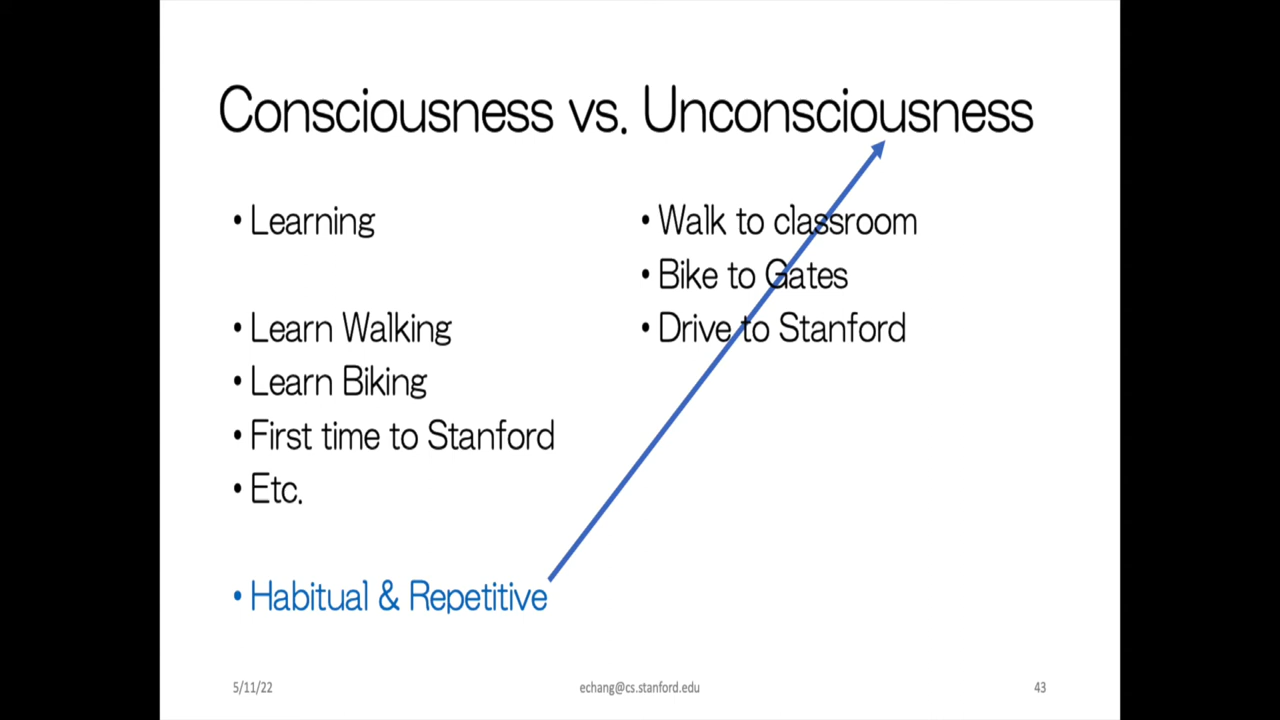 Consciousness vs. Unconsciousness
• Learning
• Learn Walking
• Learn Biking
• First time to Stanford
• Etc.
• Habitual & Repetitive
• Walk to classroom
• Bike to Gates
• Drive to Stanford
5/11/22
echang@cs.stanford.edu
43